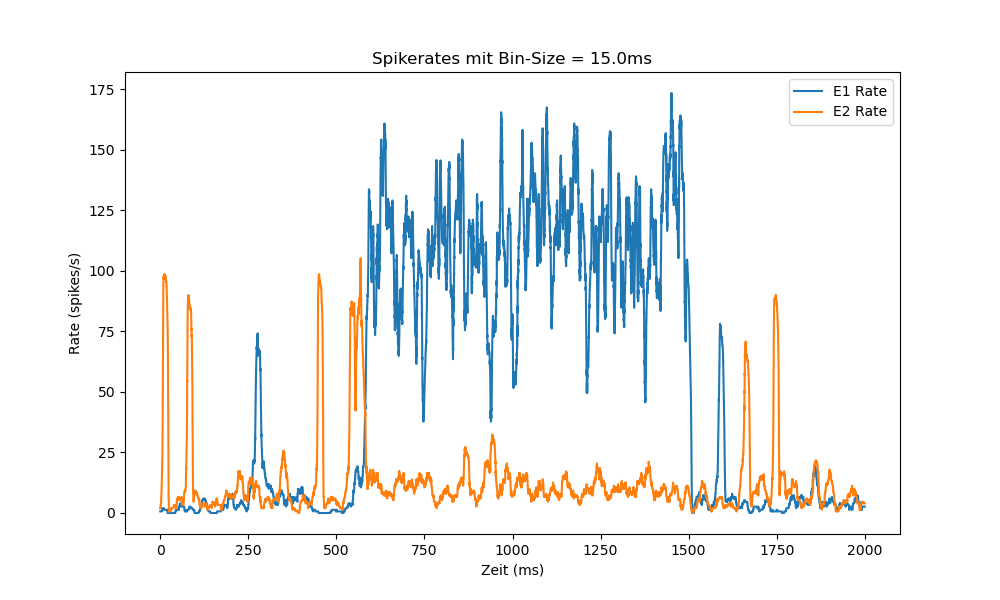 Spikerates mit Bin-Size = 15.0ms
E1 Rate
E2 Rate
Rate (spikes/s)
175
150
125
100
75
50
25
0
0 250 500 750 1000 1250 1500 1750 2000
Zeit (ms)